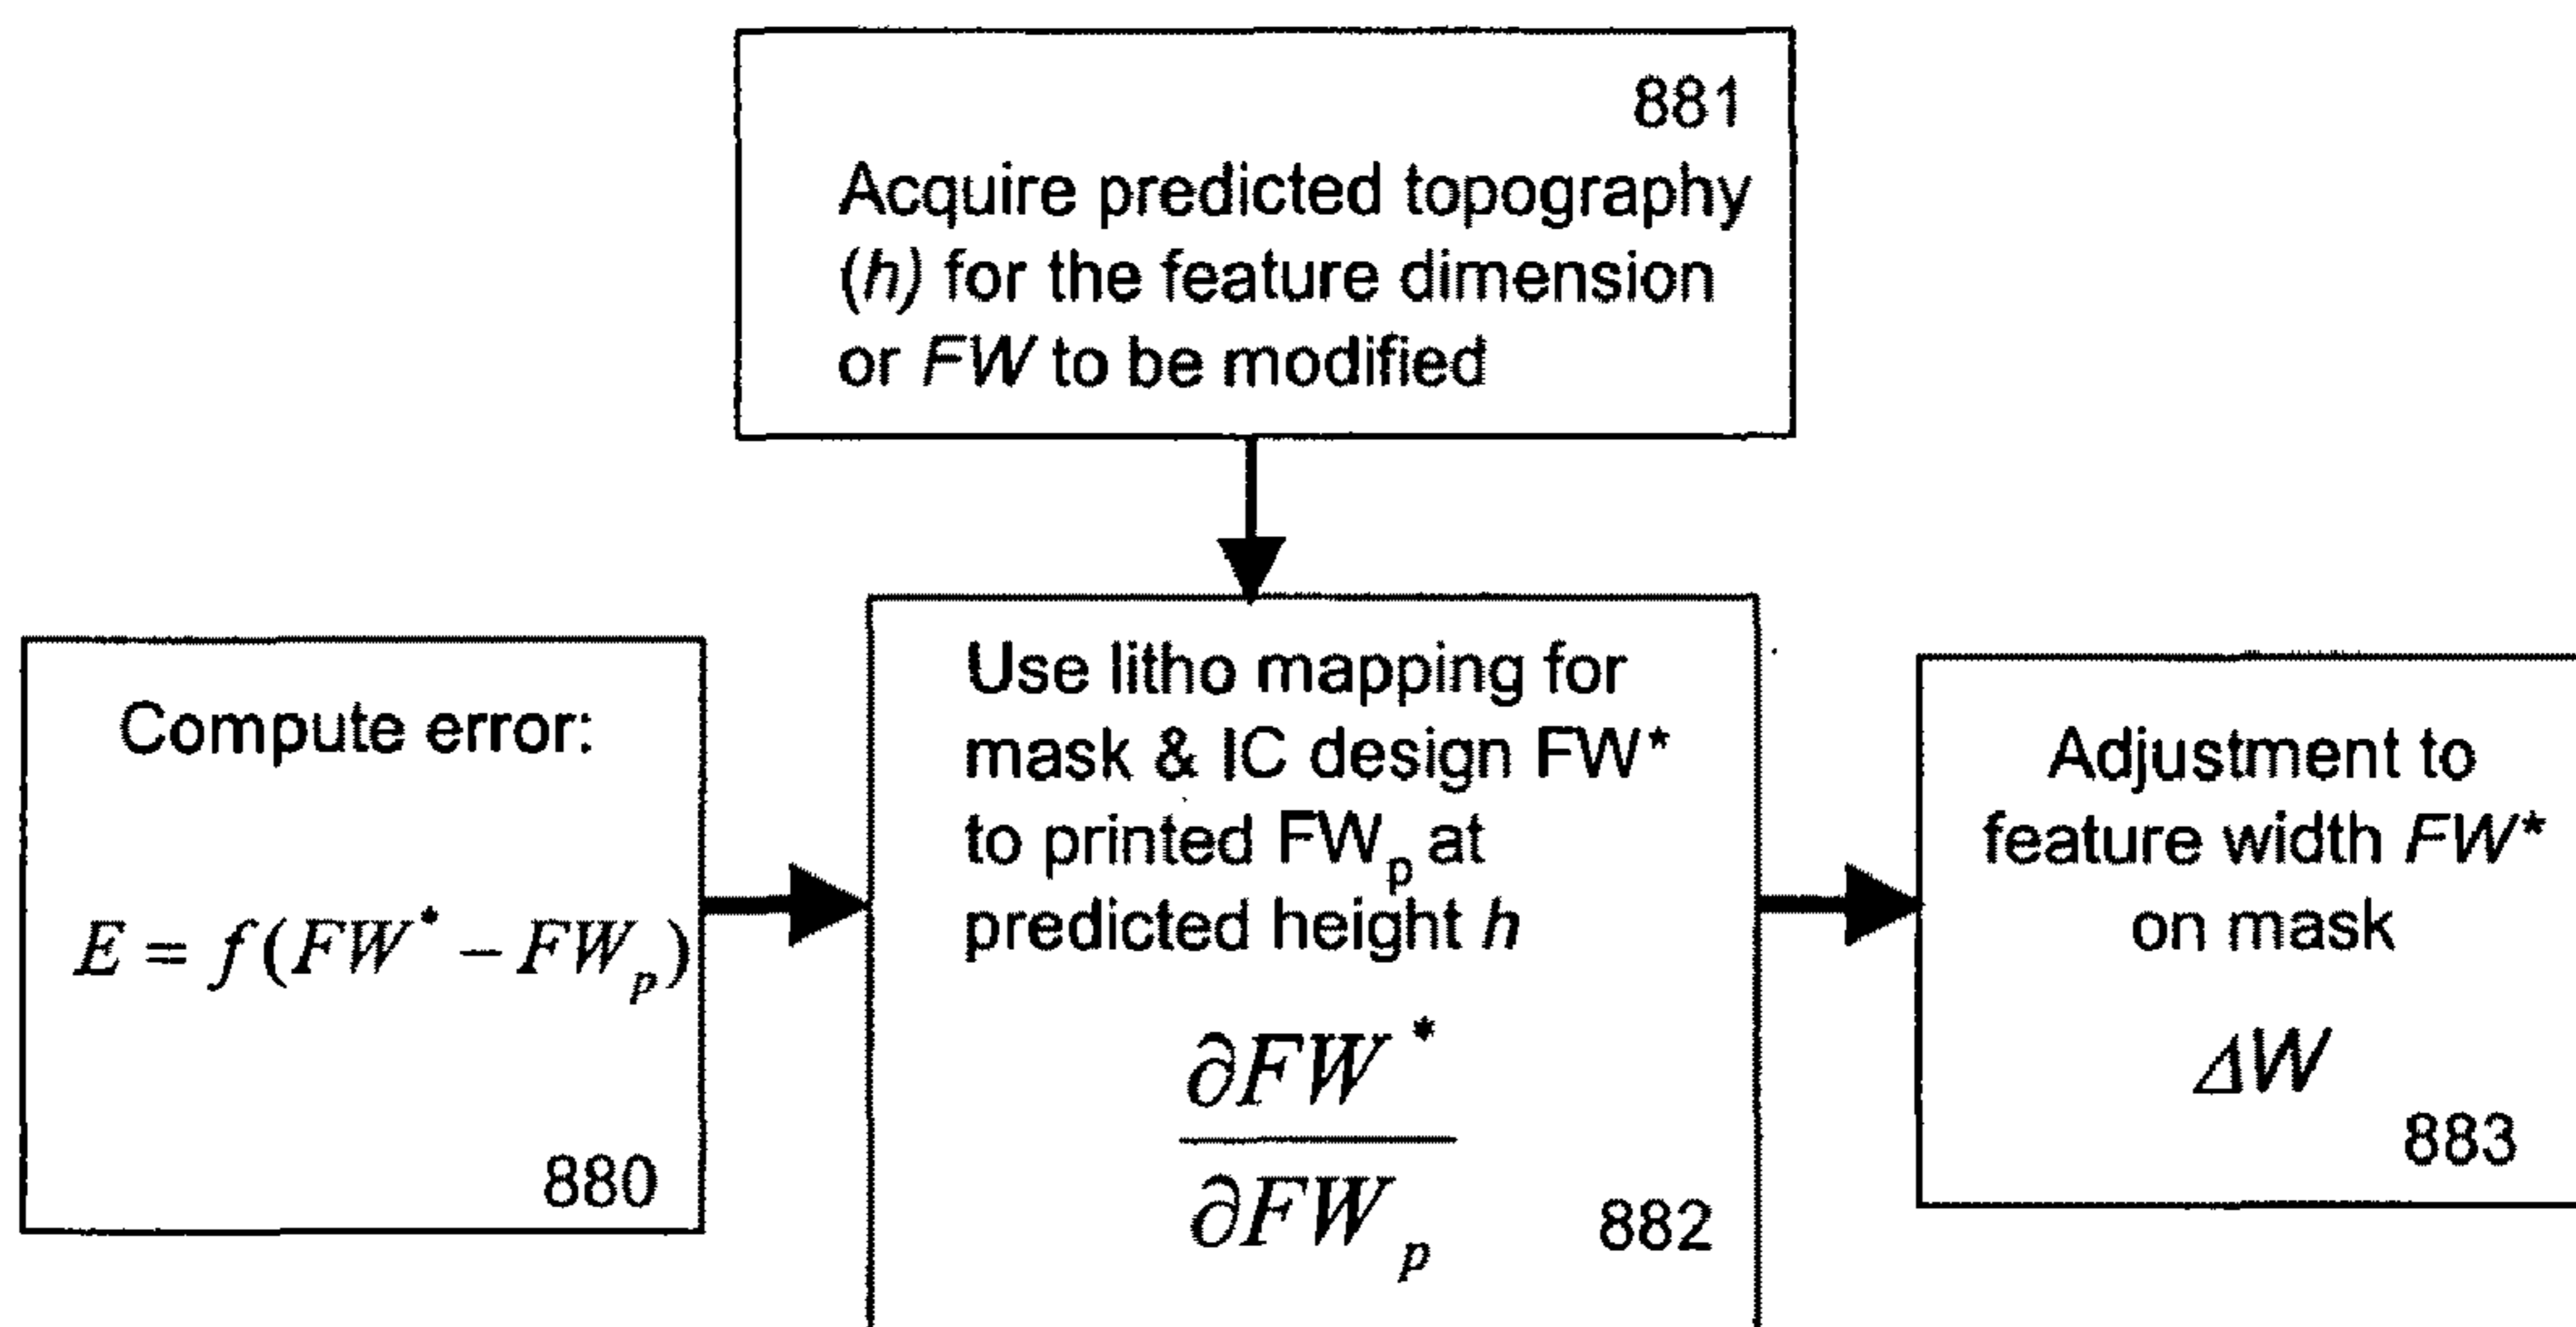 881
Acquire predicted topography
(h) for the feature dimension
or FW to be modified
Compute error:
E = f(FW* – FW_p)
880
Use litho mapping for
mask & IC design FW*
to printed FW_p at
predicted height h
∂FW*
∂FW_p
882
Adjustment to
feature width FW*
on mask
ΔW
883